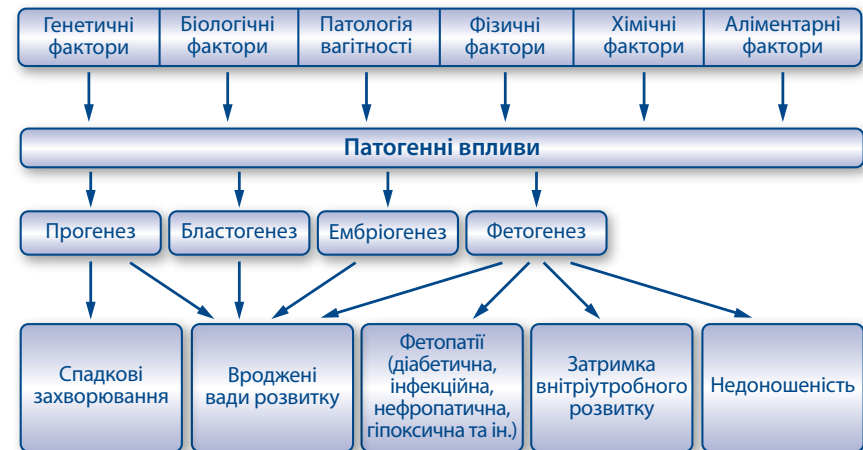 Генетичні фактори
Біологічні фактори
Патологія вагітності
Фізичні фактори
Хімічні фактори
Аліментарні фактори
Патогенні впливи
Прогенез
Бластогенез
Ембріогенез
Фетогенез
Спадкові
захворювання
Вроджені
вади розвитку
Фетопатії
(діабетична,
інфекційна,
нефропатична,
гіпоксична та ін.)
Затримка
внітріутробного
розвитку
Недоношеність